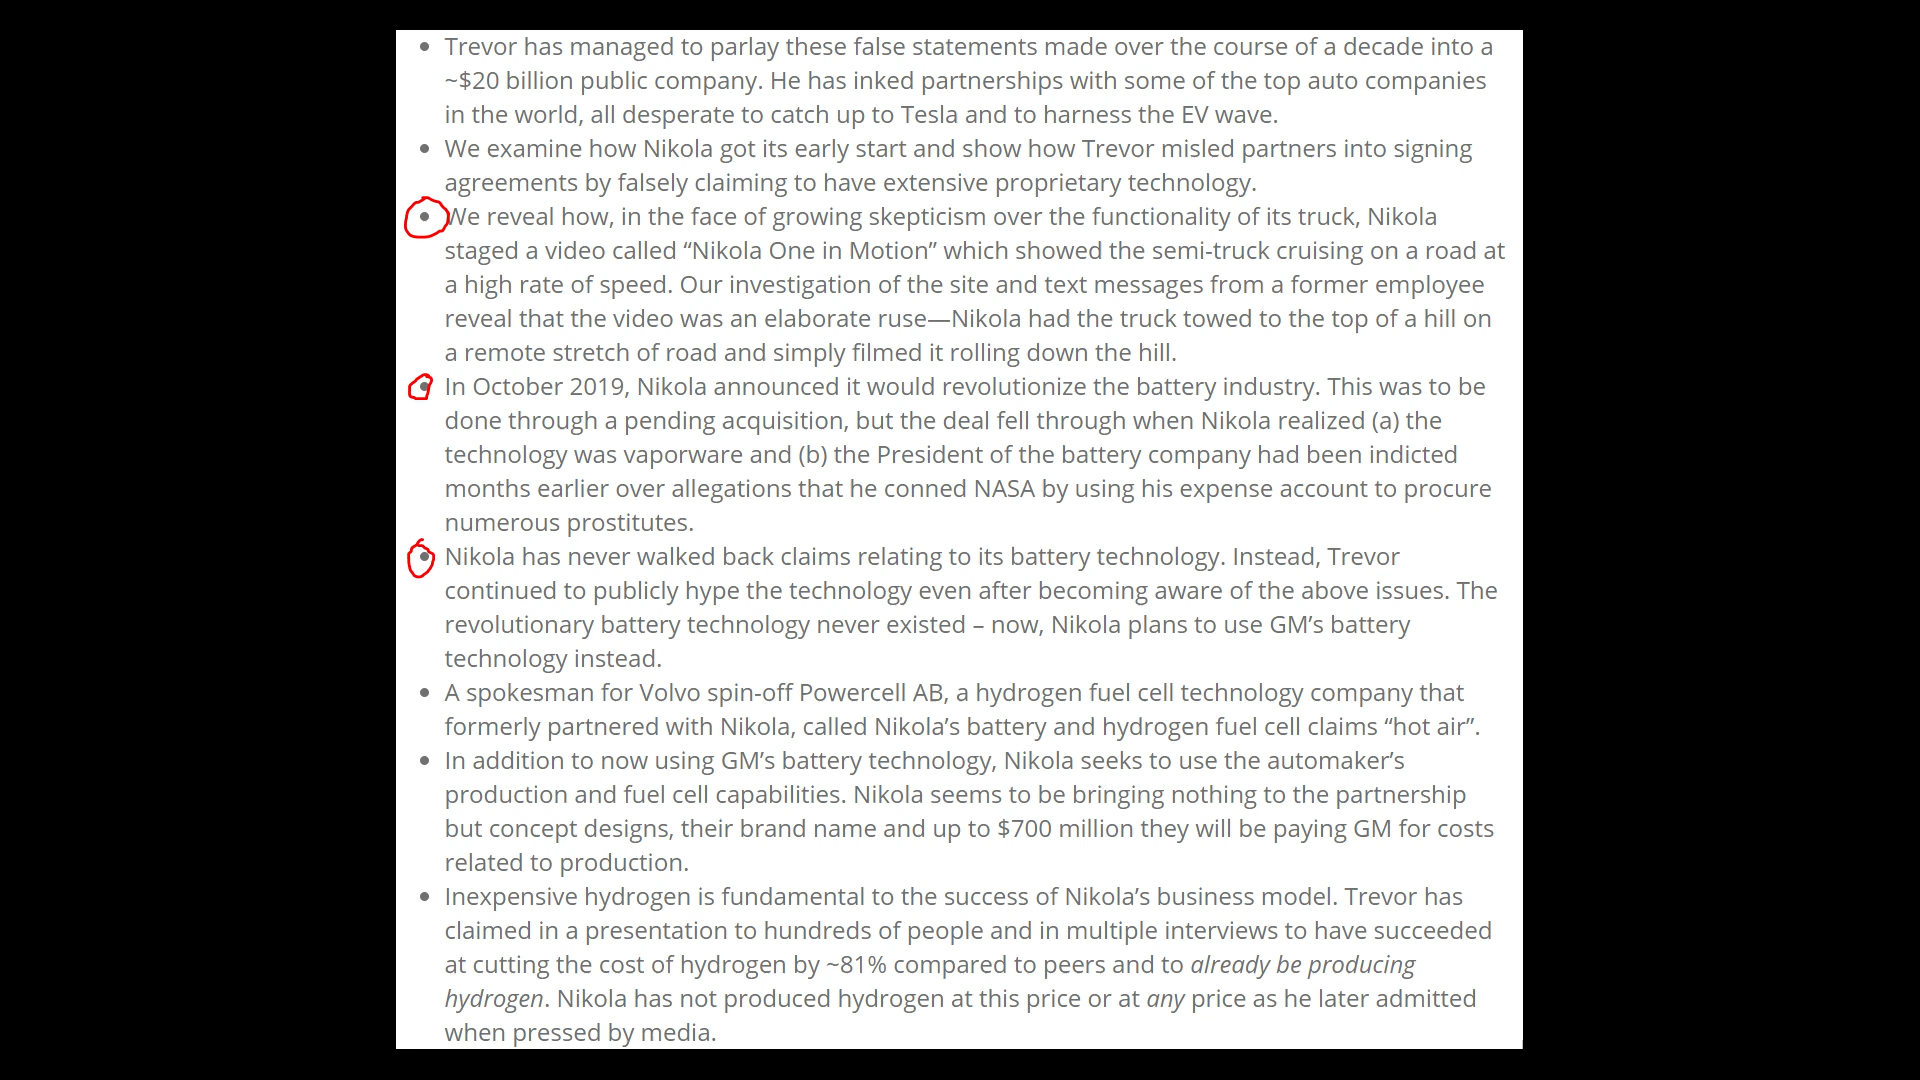 • Trevor has managed to parlay these false statements made over the course of a decade into a
~$20 billion public company. He has inked partnerships with some of the top auto companies
in the world, all desperate to catch up to Tesla and to harness the EV wave.
• We examine how Nikola got its early start and show how Trevor misled partners into signing
agreements by falsely claiming to have extensive proprietary technology.
• We reveal how, in the face of growing skepticism over the functionality of its truck, Nikola
staged a video called “Nikola One in Motion” which showed the semi-truck cruising on a road at
a high rate of speed. Our investigation of the site and text messages from a former employee
reveal that the video was an elaborate ruse—Nikola had the truck towed to the top of a hill on
a remote stretch of road and simply filmed it rolling down the hill.
• In October 2019, Nikola announced it would revolutionize the battery industry. This was to be
done through a pending acquisition, but the deal fell through when Nikola realized (a) the
technology was vaporware and (b) the President of the battery company had been indicted
months earlier over allegations that he conned NASA by using his expense account to procure
numerous prostitutes.
• Nikola has never walked back claims relating to its battery technology. Instead, Trevor
continued to publicly hype the technology even after becoming aware of the above issues. The
revolutionary battery technology never existed – now, Nikola plans to use GM’s battery
technology instead.
• A spokesman for Volvo spin-off Powercell AB, a hydrogen fuel cell technology company that
formerly partnered with Nikola, called Nikola’s battery and hydrogen fuel cell claims “hot air”.
• In addition to now using GM’s battery technology, Nikola seeks to use the automaker’s
production and fuel cell capabilities. Nikola seems to be bringing nothing to the partnership
but concept designs, their brand name and up to $700 million they will be paying GM for costs
related to production.
• Inexpensive hydrogen is fundamental to the success of Nikola’s business model. Trevor has
claimed in a presentation to hundreds of people and in multiple interviews to have succeeded
at cutting the cost of hydrogen by ~81% compared to peers and to already be producing
hydrogen. Nikola has not produced hydrogen at this price or at any price as he later admitted
when pressed by media.